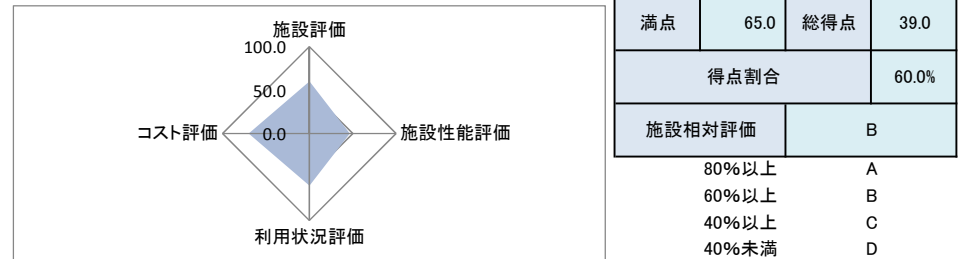 施設評価
100.0
50.0
コスト評価 0.0 施設性能評価
利用状況評価
満点 65.0 総得点 39.0
得点割合 60.0%
施設相対評価 B
80%以上 A
60%以上 B
40%以上 C
40%未満 D